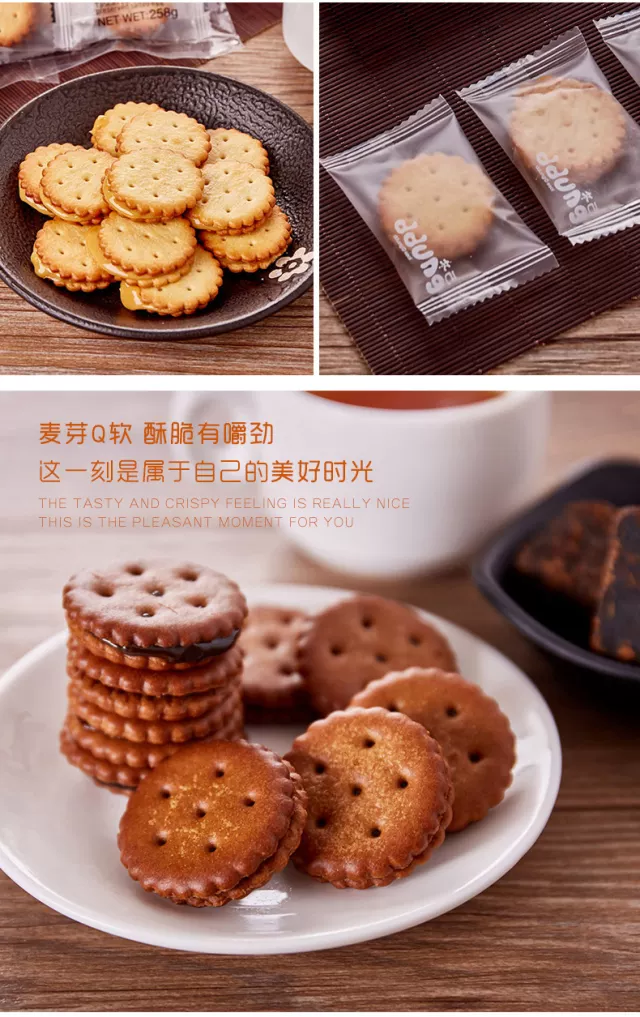 NET WET:258g
ddung
ddung
麦芽Q软 酥脆有嚼劲
这一刻是属于自己的美好时光
THE TASTY AND CRISPY FEELING IS REALLY NICE
THIS IS THE PLEASANT MOMENT FOR YOU